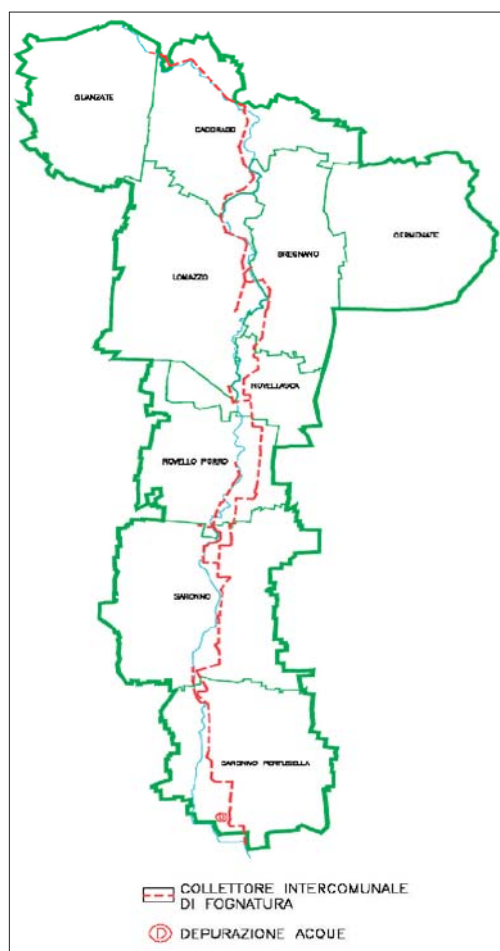 GUANZATE
CADORAGO
CERMENATE
BREGNANO
LOMAZZO
ROVELLASCA
ROVELLO PORRO
SARONNO
CARONNO PERTUSELLA
D
COLLETTORE INTERCOMUNALE
DI FOGNATURA
D DEPURAZIONE ACQUE